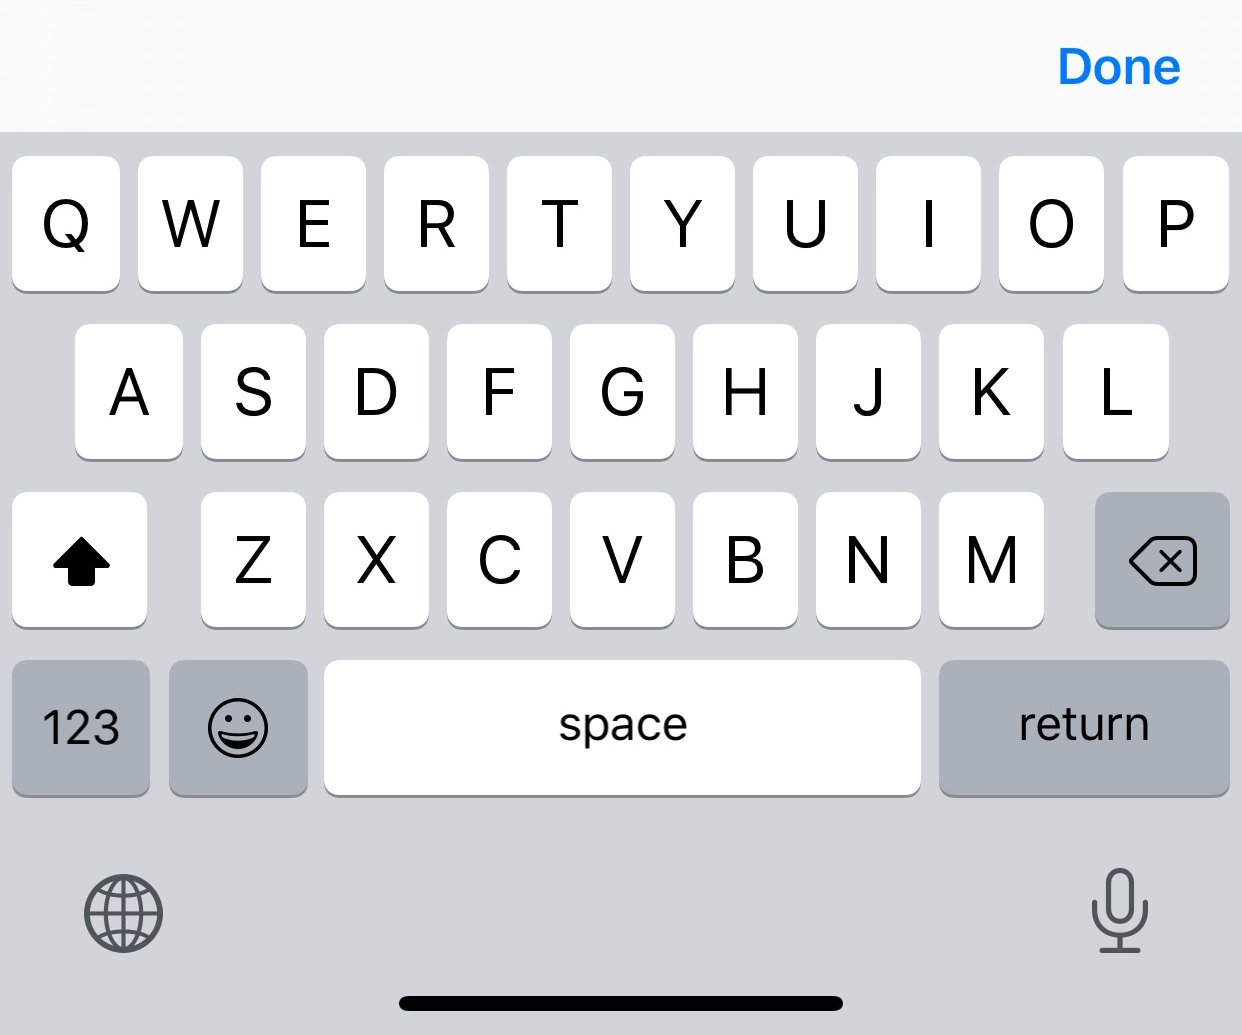 Done
Q W E R T Y U I O P
A S D F G H J K L
Z X C V B N M
123 space return